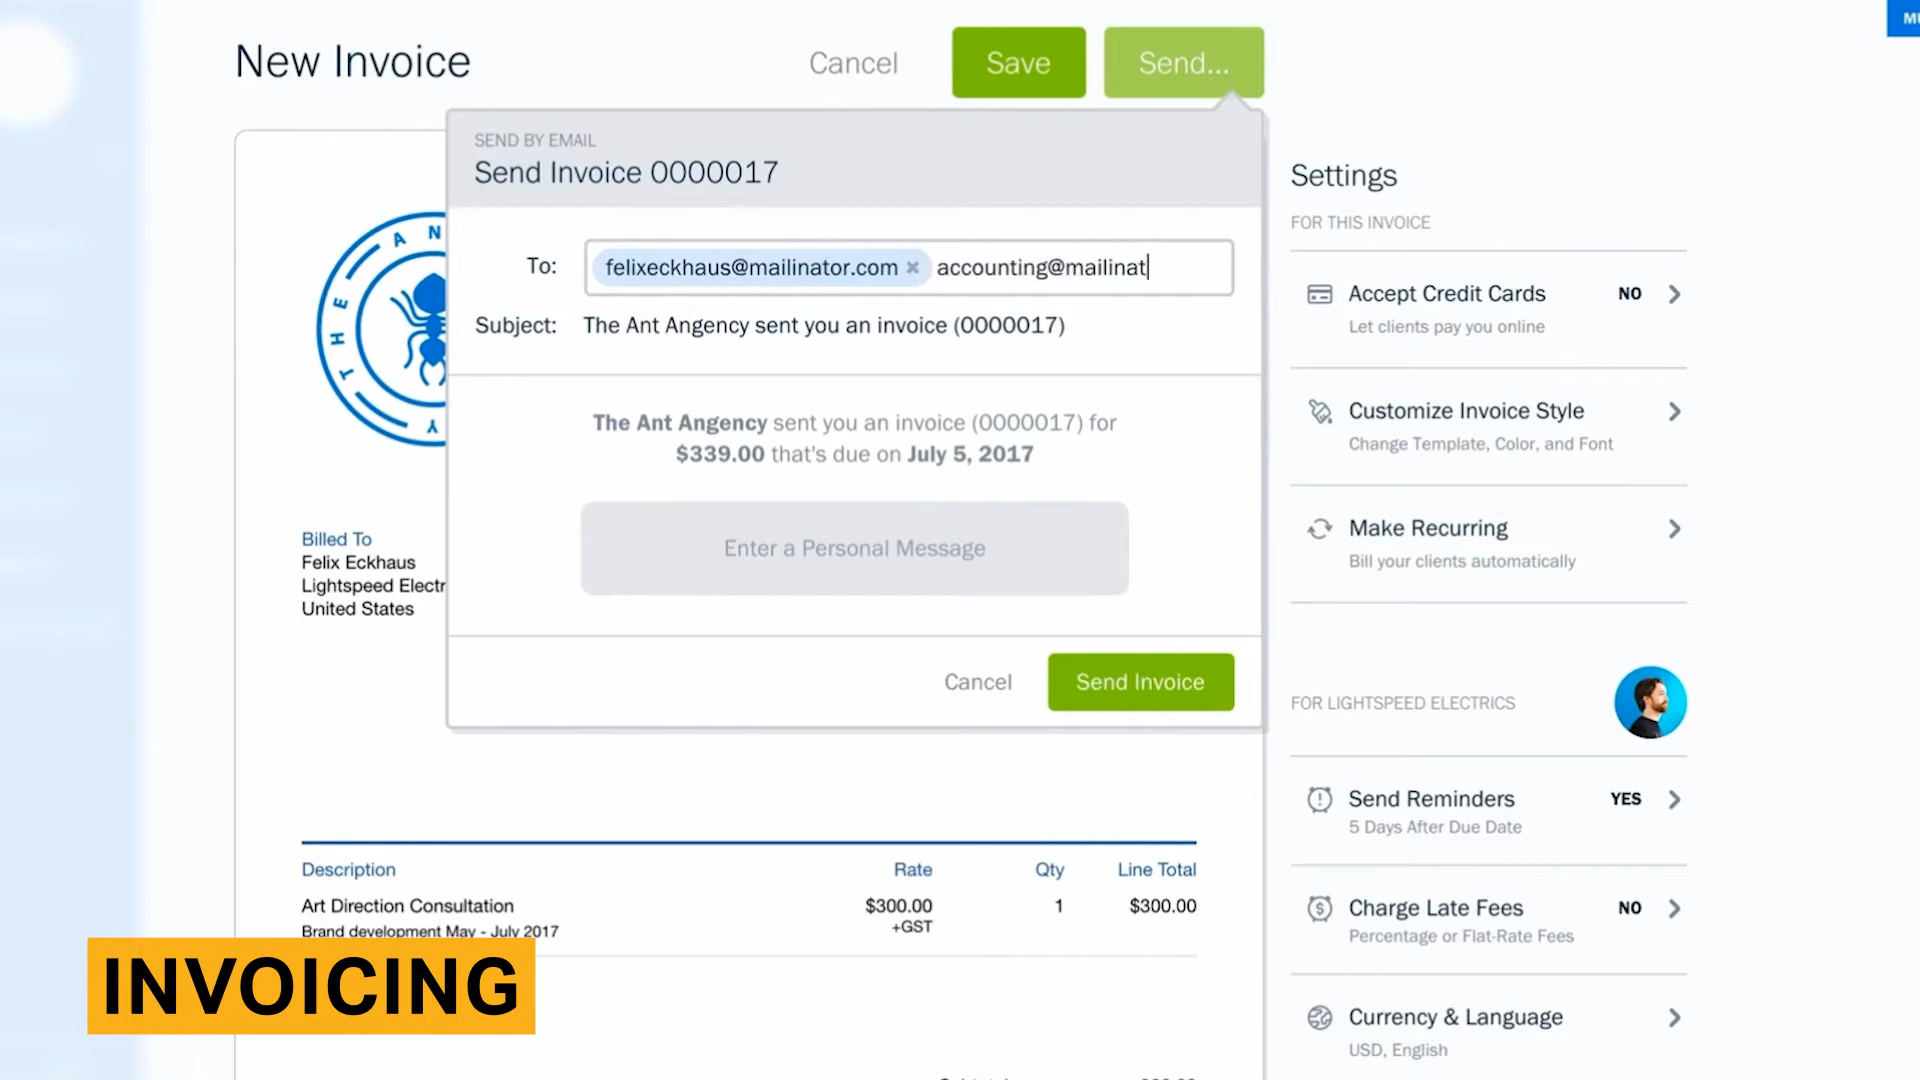 New Invoice
Cancel
Save
Send...
SEND BY EMAIL
Send Invoice 0000017
To:
felixeckhaus@mailinator.com × accounting@mailinat
Subject:
The Ant Angency sent you an invoice (0000017)
The Ant Angency sent you an invoice (0000017) for
$339.00 that's due on July 5, 2017
Enter a Personal Message
Cancel
Send Invoice
THE AN
Y
Billed To
Felix Eckhaus
Lightspeed Electr
United States
Description Rate Qty Line Total
Art Direction Consultation $300.00 1 $300.00
Brand development May - July 2017 +GST
INVOICING
Settings
FOR THIS INVOICE
Accept Credit Cards NO
Let clients pay you online
Customize Invoice Style
Change Template, Color, and Font
Make Recurring
Bill your clients automatically
FOR LIGHTSPEED ELECTRICS
Send Reminders YES
5 Days After Due Date
Charge Late Fees NO
Percentage or Flat-Rate Fees
Currency & Language
USD, English